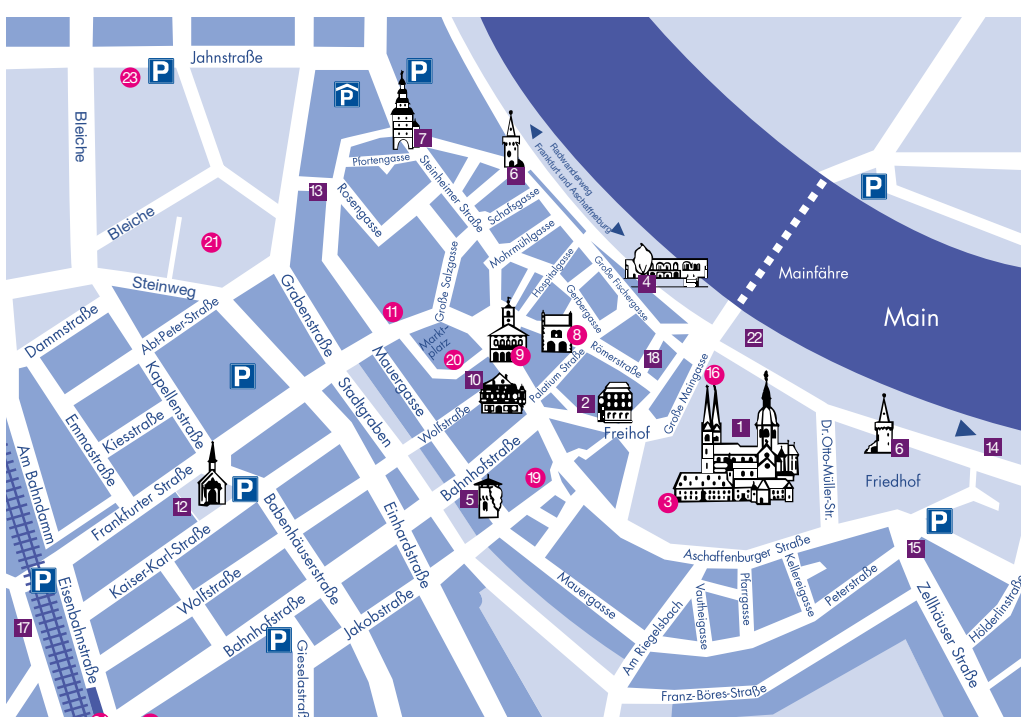 Jahnstraße
P
23
P
P
7
Bleiche
Pfortengasse
Steinheimer Straße
6
Radwanderweg
Frankfurt und Aschaffneburg
P
13
Rosengasse
Schafsgasse
Bleiche
21
Mohrmühlgasse
Große Salzgasse
Hospitalgasse
Große Fischergasse
4
Mainfähre
Main
Steinweg
Grabenstraße
Gerbergasse
Dammstraße
Abt-Peter-Straße
11
Markt-
platz
20
9
8
Römerstraße
18
22
Kapellenstraße
P
Mauergasse
10
Palatium Straße
2
Freihof
Große Maingasse
16
1
3
Stadtgraben
Wolfstraße
Emmastraße
Kiesstraße
Dr.Otto-Müller-Str.
6
14
Friedhof
Am Bahndamm
Frankfurter Straße
12
P
Bahnhofstraße
19
5
P
15
Babenhäuserstraße
Einhardstraße
Kaiser-Karl-Straße
Aschaffenburger Straße
P
Wolfstraße
Eisenbahnstraße
Mauergasse
Vautheigasse
Pfarrgasse
Kellereigasse
Peterstraße
Zellhäuser Straße
Hölderlinstraße
17
Bahnhofstraße
Jakobstraße
P
Gieselastraß
Am Riegelsbach
Franz-Böres-Straße